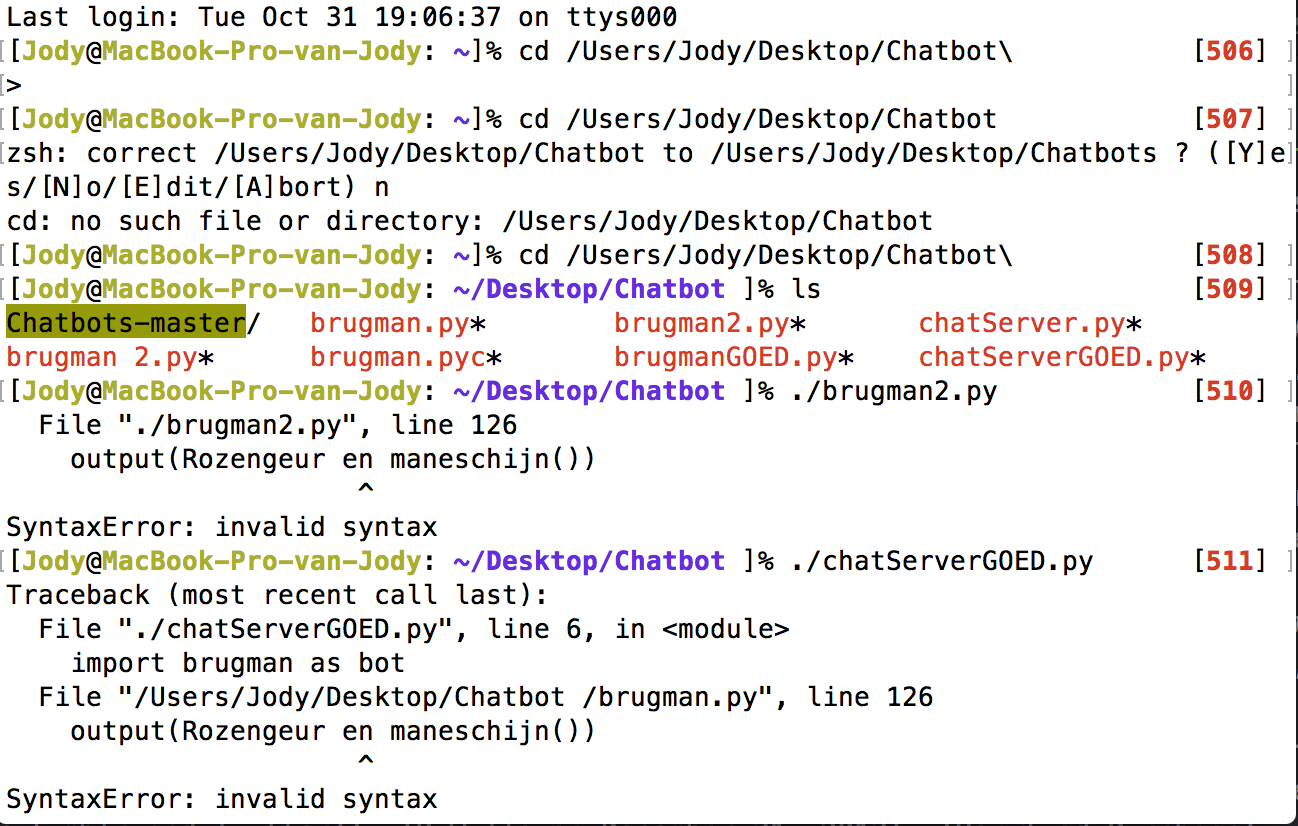 Last login: Tue Oct 31 19:06:37 on ttys000
[[Jody@MacBook-Pro-van-Jody: ~]% cd /Users/Jody/Desktop/Chatbot\ [506] ]
[> ]
[[Jody@MacBook-Pro-van-Jody: ~]% cd /Users/Jody/Desktop/Chatbot [507] ]
[zsh: correct /Users/Jody/Desktop/Chatbot to /Users/Jody/Desktop/Chatbots ? ([Y]e]
s/[N]o/[E]dit/[A]bort) n
cd: no such file or directory: /Users/Jody/Desktop/Chatbot
[[Jody@MacBook-Pro-van-Jody: ~]% cd /Users/Jody/Desktop/Chatbot\ [508] ]
[[Jody@MacBook-Pro-van-Jody: ~/Desktop/Chatbot ]% ls [509] ]
Chatbots-master/ brugman.py* brugman2.py* chatServer.py*
brugman 2.py* brugman.pyc* brugmanGOED.py* chatServerGOED.py*
[[Jody@MacBook-Pro-van-Jody: ~/Desktop/Chatbot ]% ./brugman2.py [510] ]
File "./brugman2.py", line 126
output(Rozengeur en maneschijn())
^
SyntaxError: invalid syntax
[[Jody@MacBook-Pro-van-Jody: ~/Desktop/Chatbot ]% ./chatServerGOED.py [511] ]
Traceback (most recent call last):
File "./chatServerGOED.py", line 6, in <module>
import brugman as bot
File "/Users/Jody/Desktop/Chatbot /brugman.py", line 126
output(Rozengeur en maneschijn())
^
SyntaxError: invalid syntax